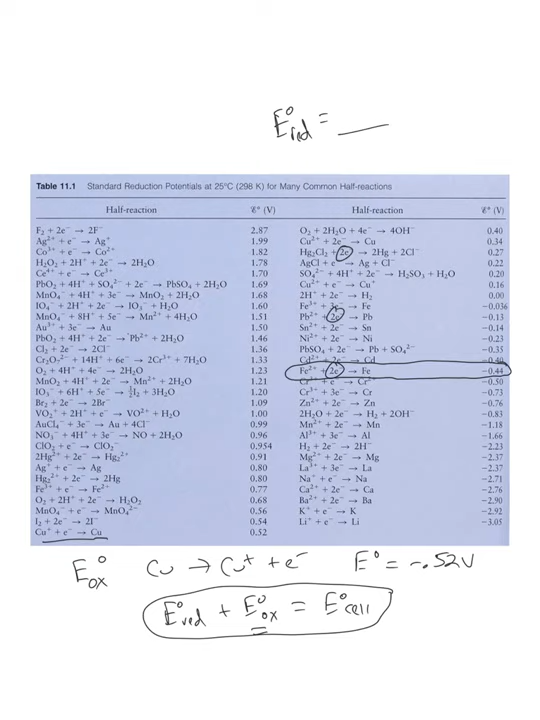 E°red = ___
Table 11.1 Standard Reduction Potentials at 25°C (298 K) for Many Common Half-reactions
Half-reaction ℰ° (V) Half-reaction ℰ° (V)
F₂ + 2e⁻ → 2F⁻ 2.87
Ag²⁺ + e⁻ → Ag⁺ 1.99
Co³⁺ + e⁻ → Co²⁺ 1.82
H₂O₂ + 2H⁺ + 2e⁻ → 2H₂O 1.78
Ce⁴⁺ + e⁻ → Ce³⁺ 1.70
PbO₂ + 4H⁺ + SO₄²⁻ + 2e⁻ → PbSO₄ + 2H₂O 1.69
MnO₄⁻ + 4H⁺ + 3e⁻ → MnO₂ + 2H₂O 1.68
IO₄⁻ + 2H⁺ + 2e⁻ → IO₃⁻ + H₂O 1.60
MnO₄⁻ + 8H⁺ + 5e⁻ → Mn²⁺ + 4H₂O 1.51
Au³⁺ + 3e⁻ → Au 1.50
PbO₂ + 4H⁺ + 2e⁻ → Pb²⁺ + 2H₂O 1.46
Cl₂ + 2e⁻ → 2Cl⁻ 1.36
Cr₂O₇²⁻ + 14H⁺ + 6e⁻ → 2Cr³⁺ + 7H₂O 1.33
O₂ + 4H⁺ + 4e⁻ → 2H₂O 1.23
MnO₂ + 4H⁺ + 2e⁻ → Mn²⁺ + 2H₂O 1.21
IO₃⁻ + 6H⁺ + 5e⁻ → ½I₂ + 3H₂O 1.20
Br₂ + 2e⁻ → 2Br⁻ 1.09
VO₂⁺ + 2H⁺ + e⁻ → VO²⁺ + H₂O 1.00
AuCl₄⁻ + 3e⁻ → Au + 4Cl⁻ 0.99
NO₃⁻ + 4H⁺ + 3e⁻ → NO + 2H₂O 0.96
ClO₂ + e⁻ → ClO₂⁻ 0.954
2Hg²⁺ + 2e⁻ → Hg₂²⁺ 0.91
Ag⁺ + e⁻ → Ag 0.80
Hg₂²⁺ + 2e⁻ → 2Hg 0.80
Fe³⁺ + e⁻ → Fe²⁺ 0.77
O₂ + 2H⁺ + 2e⁻ → H₂O₂ 0.68
MnO₄⁻ + e⁻ → MnO₄²⁻ 0.56
I₂ + 2e⁻ → 2I⁻ 0.54
Cu⁺ + e⁻ → Cu 0.52
O₂ + 2H₂O + 4e⁻ → 4OH⁻ 0.40
Cu²⁺ + 2e⁻ → Cu 0.34
Hg₂Cl₂ + 2e⁻ → 2Hg + 2Cl⁻ 0.27
AgCl + e⁻ → Ag + Cl⁻ 0.22
SO₄²⁻ + 4H⁺ + 2e⁻ → H₂SO₃ + H₂O 0.20
Cu²⁺ + e⁻ → Cu⁺ 0.16
2H⁺ + 2e⁻ → H₂ 0.00
Fe³⁺ + 3e⁻ → Fe −0.036
Pb²⁺ + 2e⁻ → Pb −0.13
Sn²⁺ + 2e⁻ → Sn −0.14
Ni²⁺ + 2e⁻ → Ni −0.23
PbSO₄ + 2e⁻ → Pb + SO₄²⁻ −0.35
Cd²⁺ + 2e⁻ → Cd −0.40
Fe²⁺ + 2e⁻ → Fe −0.44
Cr³⁺ + e⁻ → Cr²⁺ −0.50
Cr³⁺ + 3e⁻ → Cr −0.73
Zn²⁺ + 2e⁻ → Zn −0.76
2H₂O + 2e⁻ → H₂ + 2OH⁻ −0.83
Mn²⁺ + 2e⁻ → Mn −1.18
Al³⁺ + 3e⁻ → Al −1.66
H₂ + 2e⁻ → 2H⁻ −2.23
Mg²⁺ + 2e⁻ → Mg −2.37
La³⁺ + 3e⁻ → La −2.37
Na⁺ + e⁻ → Na −2.71
Ca²⁺ + 2e⁻ → Ca −2.76
Ba²⁺ + 2e⁻ → Ba −2.90
K⁺ + e⁻ → K −2.92
Li⁺ + e⁻ → Li −3.05
E°ox Cu → Cu⁺ + e⁻ E° = -.52V
E°red + E°ox = E°cell